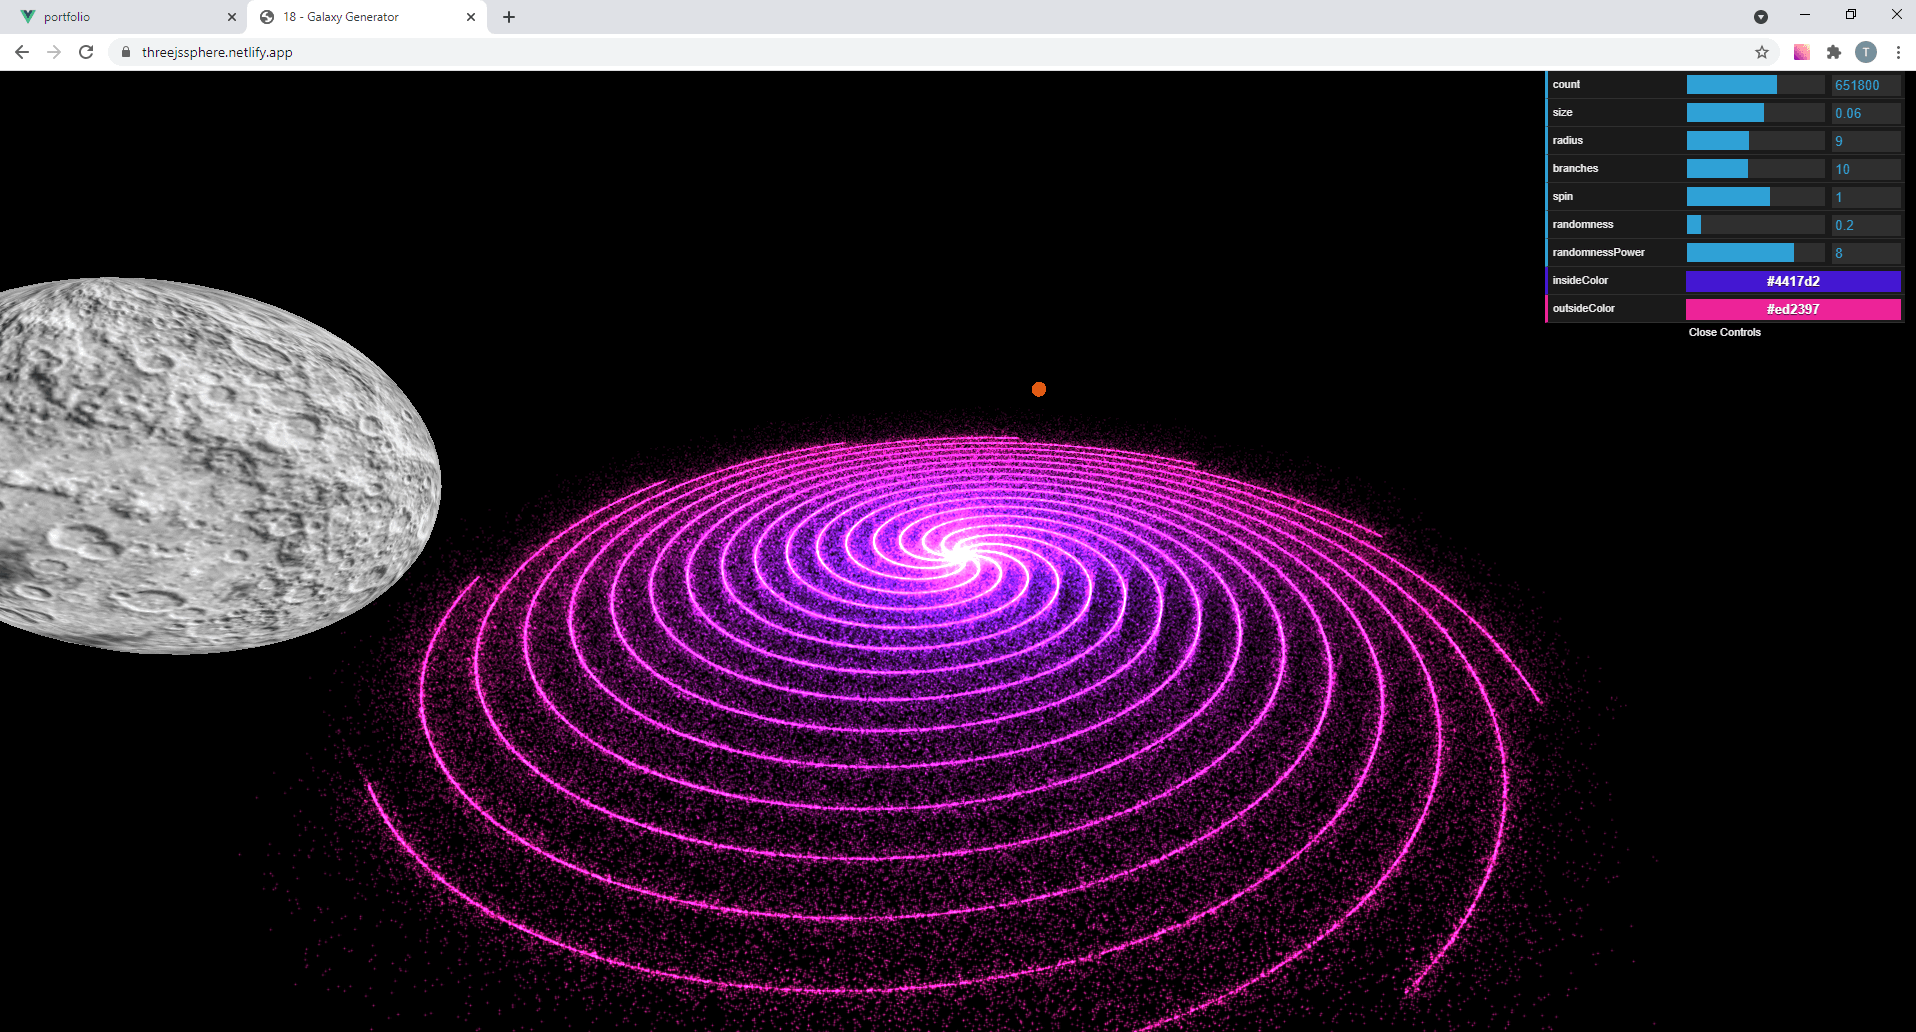 portfolio
18 - Galaxy Generator
threejssphere.netlify.app
T
count 651800
size 0.06
radius 9
branches 10
spin 1
randomness 0.2
randomnessPower 8
insideColor #4417d2
outsideColor #ed2397
Close Controls